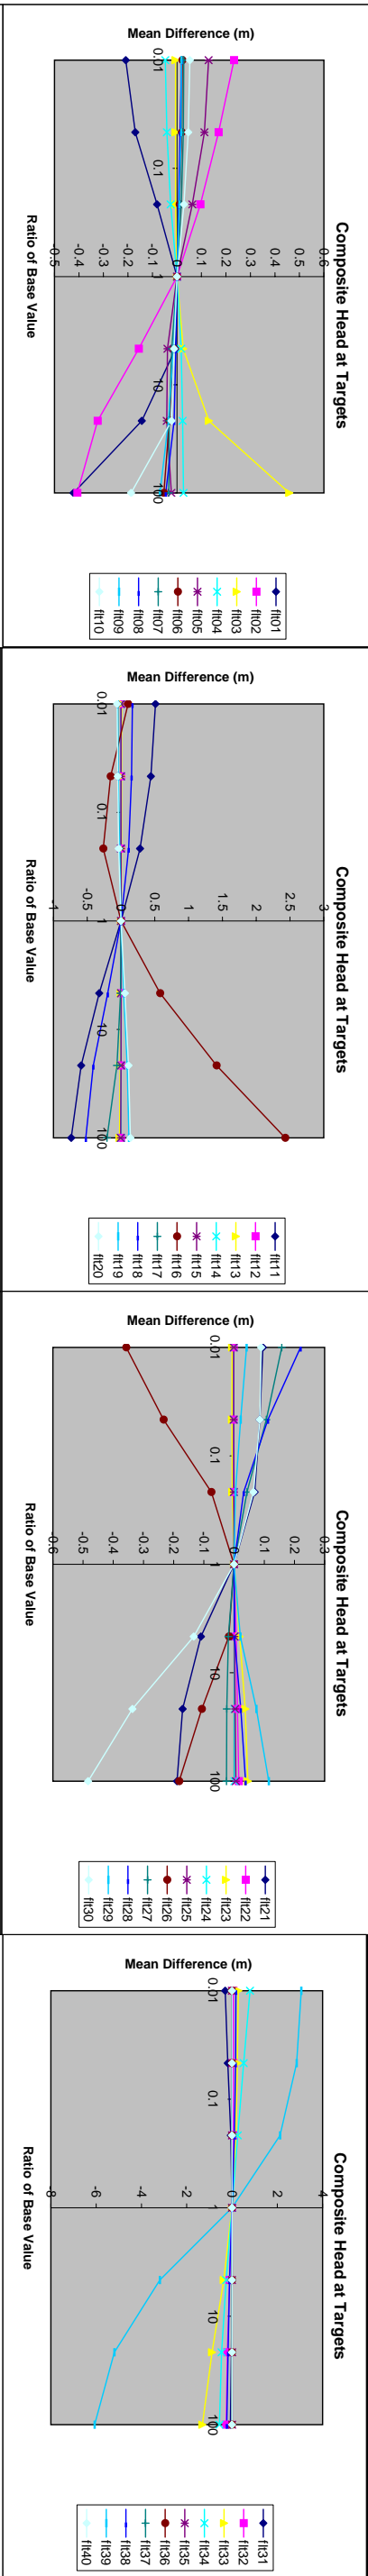 Composite Head at Targets
Mean Difference (m)
0.6
0.5
0.4
0.3
0.2
0.1
0
-0.1
-0.2
-0.3
-0.4
-0.5
0.01
0.1
1
10
100
Ratio of Base Value
flt01
flt02
flt03
flt04
flt05
flt06
flt07
flt08
flt09
flt10
Composite Head at Targets
Mean Difference (m)
3
2.5
2
1.5
1
0.5
0
-0.5
-1
0.01
0.1
1
10
100
Ratio of Base Value
flt11
flt12
flt13
flt14
flt15
flt16
flt17
flt18
flt19
flt20
Composite Head at Targets
Mean Difference (m)
0.3
0.2
0.1
0
-0.1
-0.2
-0.3
-0.4
-0.5
-0.6
0.01
0.1
1
10
100
Ratio of Base Value
flt21
flt22
flt23
flt24
flt25
flt26
flt27
flt28
flt29
flt30
Composite Head at Targets
Mean Difference (m)
4
2
0
-2
-4
-6
-8
0.01
0.1
1
10
100
Ratio of Base Value
flt31
flt32
flt33
flt34
flt35
flt36
flt37
flt38
flt39
flt40